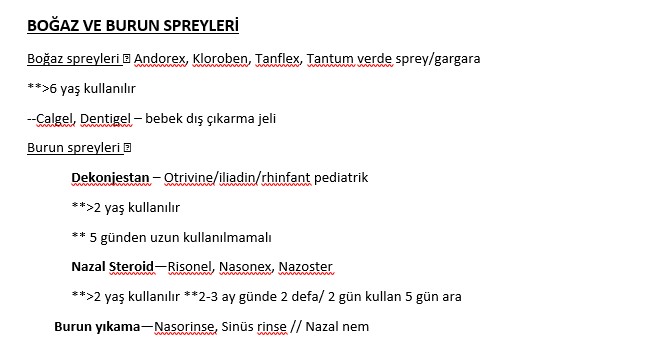 BOĞAZ VE BURUN SPREYLERİ
Boğaz spreyleri Andorex, Kloroben, Tanflex, Tantum verde sprey/gargara
**>6 yaş kullanılır
--Calgel, Dentigel – bebek dış çıkarma jeli
Burun spreyleri
Dekonjestan – Otrivine/iliadin/rhinfant pediatrik
**>2 yaş kullanılır
** 5 günden uzun kullanılmamalı
Nazal Steroid—Risonel, Nasonex, Nazoster
**>2 yaş kullanılır **2-3 ay günde 2 defa/ 2 gün kullan 5 gün ara
Burun yıkama—Nasorinse, Sinüs rinse // Nazal nem